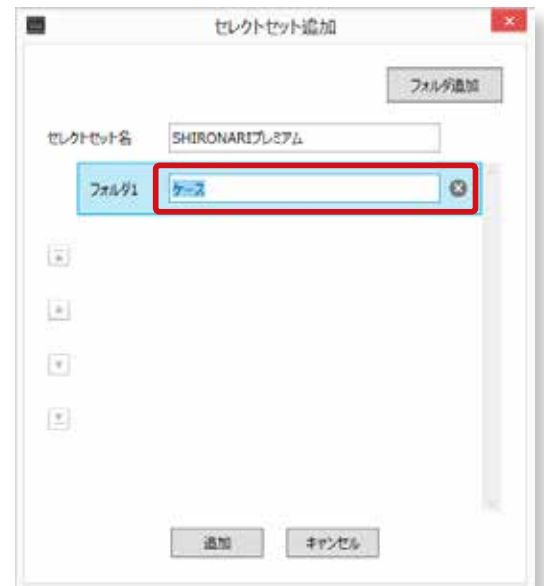 セレクトセット追加
フォルダ追加
セレクトセット名 SHIRONARIプレミアム
フォルダ1 ケース
追加 キャンセル